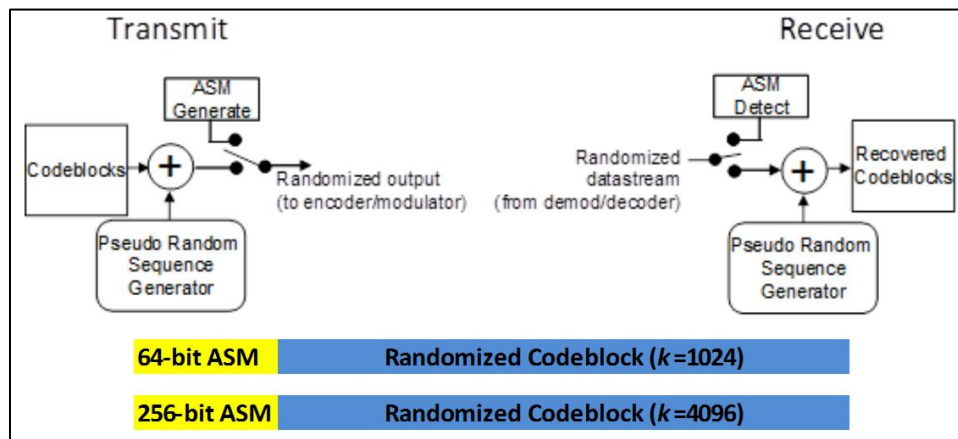 Transmit
Receive
ASM
Generate
ASM
Detect
Codeblocks
+
Randomized output
(to encoder/modulator)
Randomized
datastream
(from demod/decoder)
+
Recovered
Codeblocks
Pseudo Random
Sequence
Generator
Pseudo Random
Sequence
Generator
64-bit ASM Randomized Codeblock (k=1024)
256-bit ASM Randomized Codeblock (k=4096)